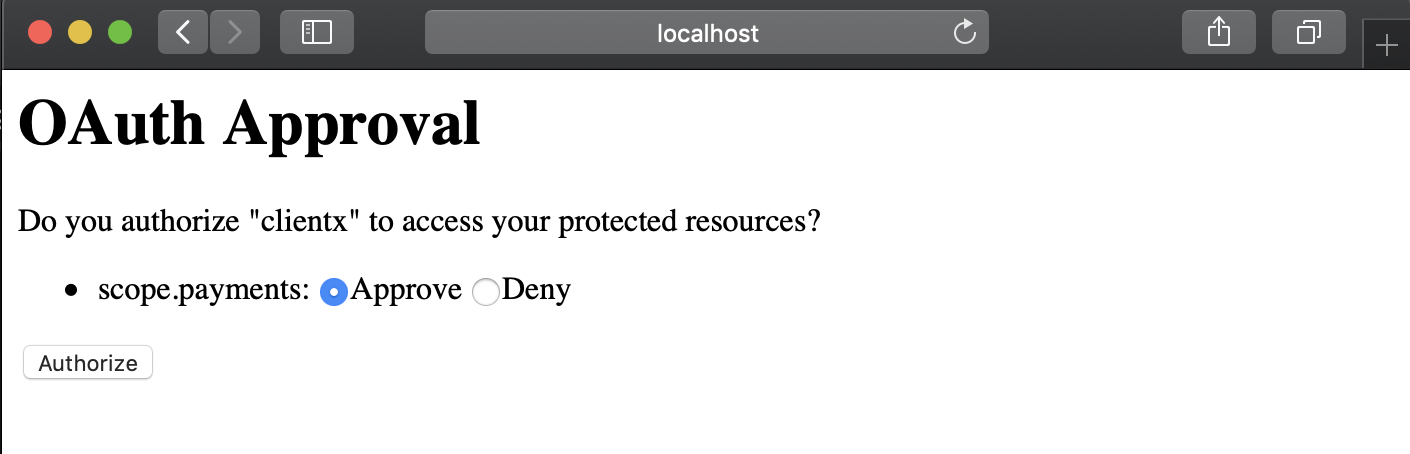 localhost
OAuth Approval
Do you authorize "clientx" to access your protected resources?
• scope.payments: Approve Deny
Authorize